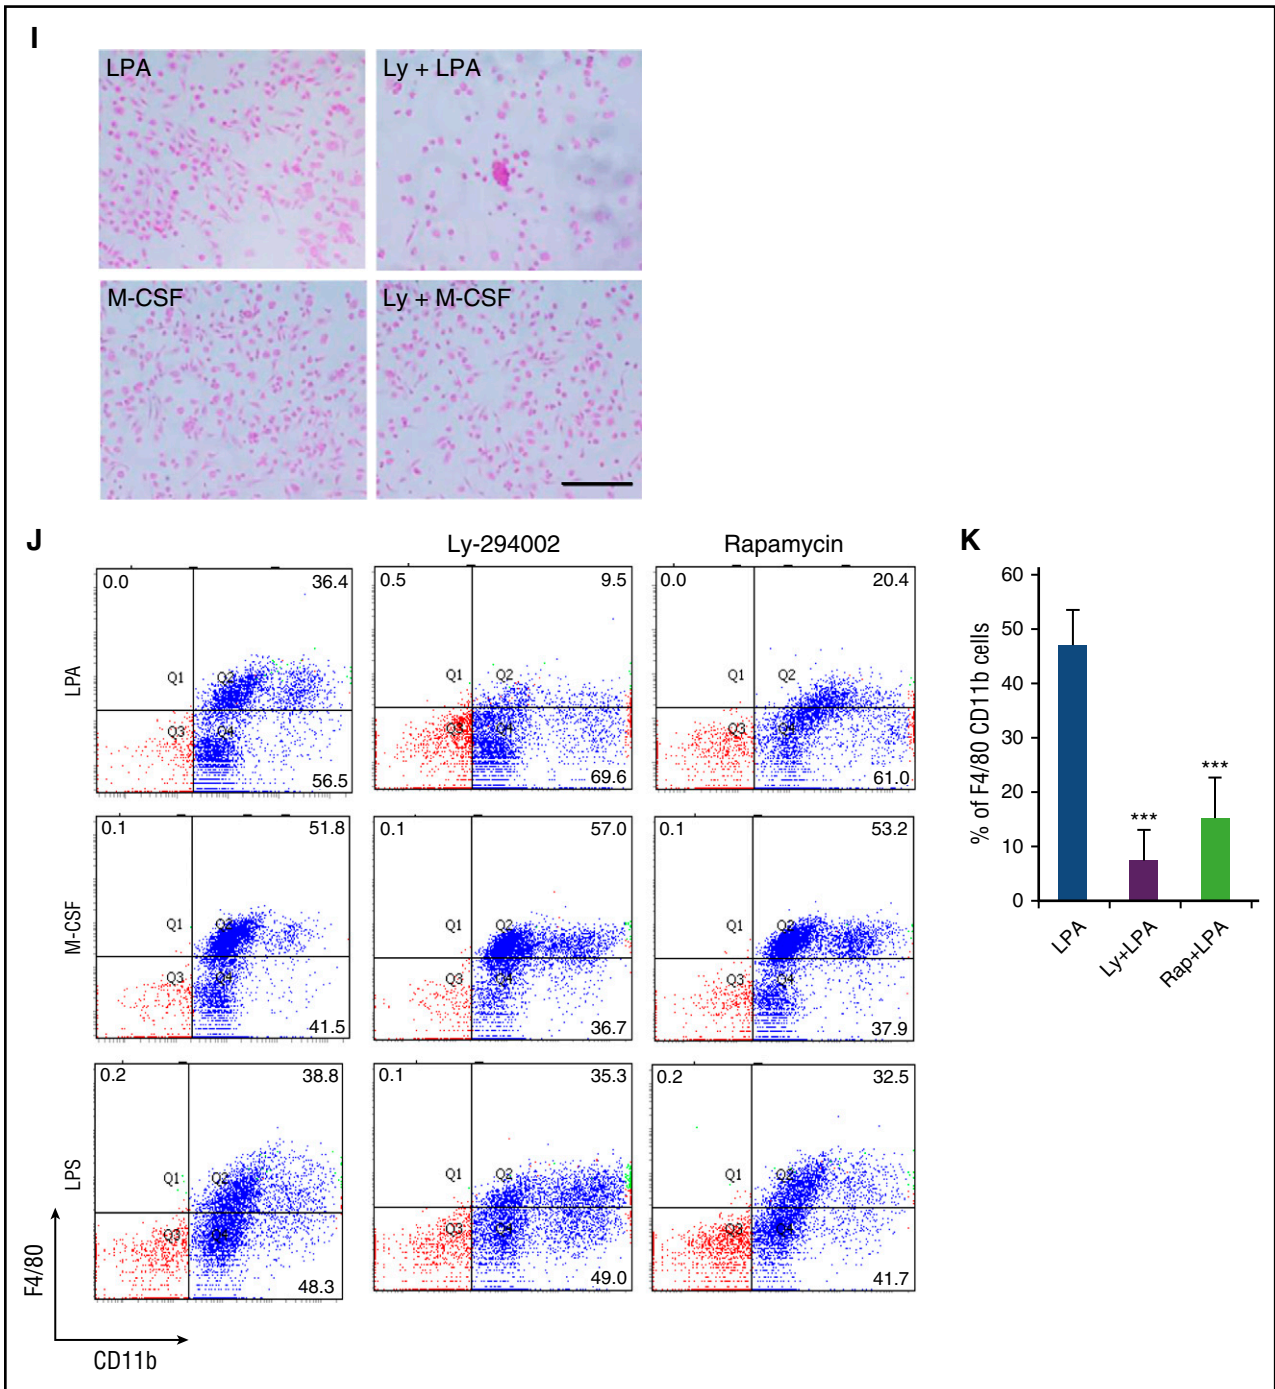 I
LPA
Ly + LPA
M-CSF
Ly + M-CSF
J
Ly-294002
Rapamycin
LPA
0.0
36.4
Q1
Q2
Q3
Q4
56.5
0.5
9.5
Q1
Q2
Q3
Q4
69.6
0.0
20.4
Q1
Q2
Q3
Q4
61.0
M-CSF
0.1
51.8
Q1
Q2
Q3
Q4
41.5
0.1
57.0
Q1
Q2
Q3
Q4
36.7
0.1
53.2
Q1
Q2
Q3
Q4
37.9
LPS
0.2
38.8
Q1
Q2
Q3
Q4
48.3
0.1
35.3
Q1
Q2
Q3
Q4
49.0
0.2
32.5
Q1
Q2
Q3
Q4
41.7
F4/80
CD11b
K
% of F4/80 CD11b cells
60
50
40
30
20
10
0
***
***
LPA
Ly+LPA
Rap+LPA